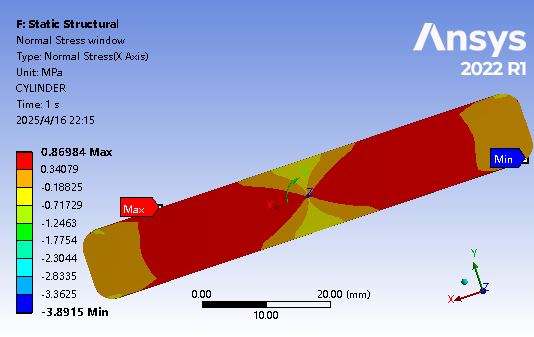 F: Static Structural
Normal Stress window
Type: Normal Stress(X Axis)
Unit: MPa
CYLINDER
Time: 1 s
2025/4/16 22:15
Ansys
2022 R1
0.86984 Max
0.34079
-0.18825
-0.71729
-1.2463
-1.7754
-2.3044
-2.8335
-3.3625
-3.8915 Min
Max
Min
Y
Z
X
0.00
20.00 (mm)
10.00
Y
Z
X